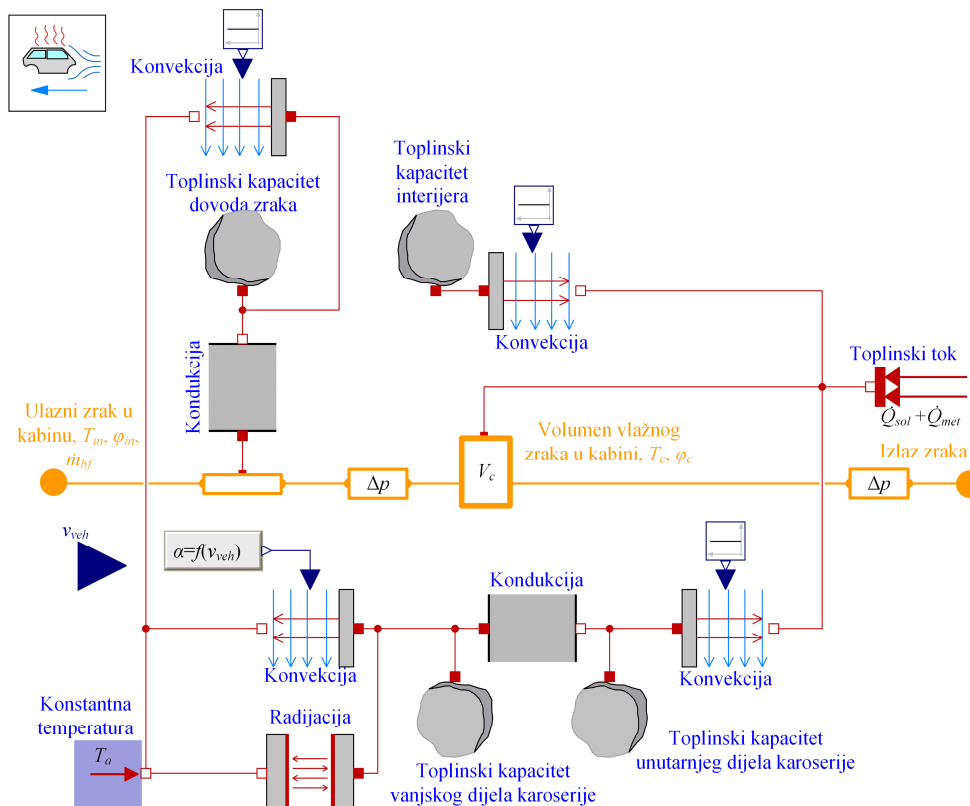 Konvekcija
Toplinski kapacitet
dovoda zraka
Toplinski
kapacitet
interijera
Konvekcija
Kondukcija
Toplinski tok
Q̇sol + Q̇met
Ulazni zrak u
kabinu, Tin, φin,
ṁbf
Δp
Vc
Volumen vlažnog
zraka u kabini, Tc, φc
Izlaz zraka
Δp
vveh
α=f(vveh)
Kondukcija
Konvekcija
Konvekcija
Konstantna
temperatura
Ta
Radijacija
Toplinski kapacitet
vanjskog dijela karoserije
Toplinski kapacitet
unutarnjeg dijela karoserije